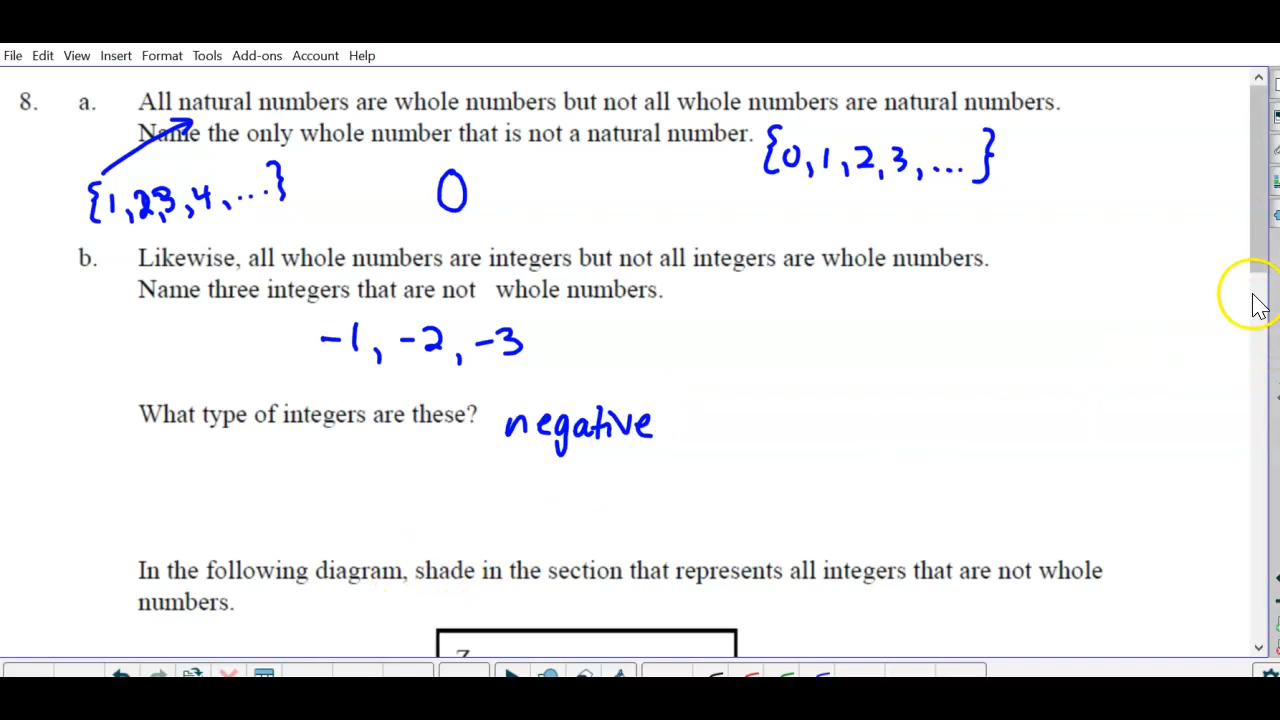 File Edit View Insert Format Tools Add-ons Account Help
8. a. All natural numbers are whole numbers but not all whole numbers are natural numbers.
Name the only whole number that is not a natural number. {0, 1, 2, 3, ... }
{1, 2, 3, 4, ... } 0
b. Likewise, all whole numbers are integers but not all integers are whole numbers.
Name three integers that are not whole numbers.
-1, -2, -3
What type of integers are these? negative
In the following diagram, shade in the section that represents all integers that are not whole
numbers.